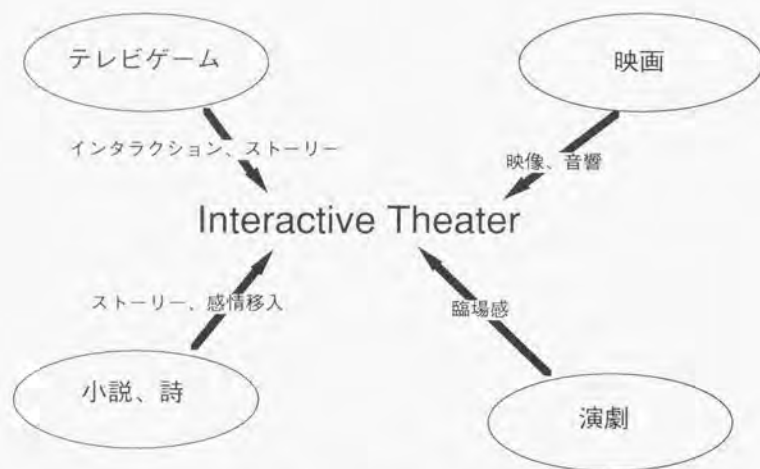 テレビゲーム
映画
インタラクション、ストーリー
映像、音響
Interactive Theater
ストーリー、感情移入
臨場感
小説、詩
演劇